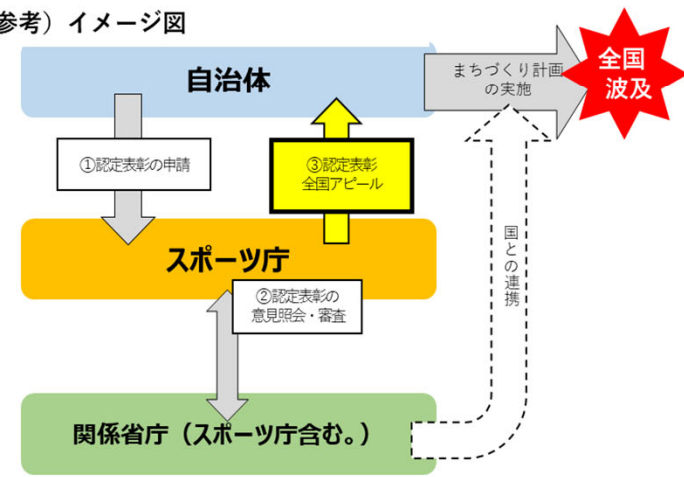 参考）イメージ図
自治体
まちづくり計画
の実施
全国
波及
①認定表彰の申請
③認定表彰
全国アピール
スポーツ庁
②認定表彰の
意見照会・審査
国との連携
関係省庁（スポーツ庁含む。）